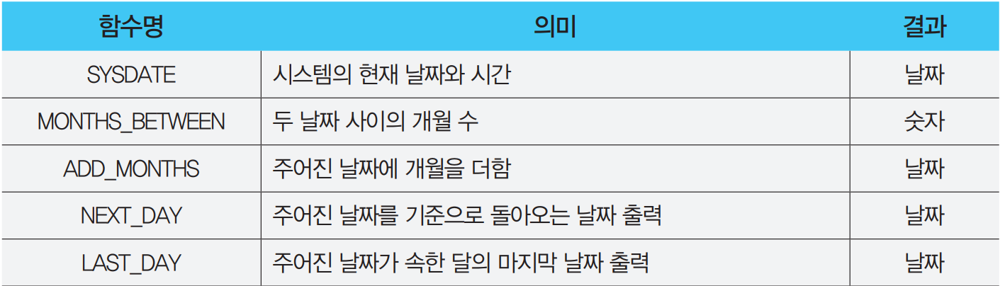 함수명 의미 결과
SYSDATE 시스템의 현재 날짜와 시간 날짜
MONTHS_BETWEEN 두 날짜 사이의 개월 수 숫자
ADD_MONTHS 주어진 날짜에 개월을 더함 날짜
NEXT_DAY 주어진 날짜를 기준으로 돌아오는 날짜 출력 날짜
LAST_DAY 주어진 날짜가 속한 달의 마지막 날짜 출력 날짜